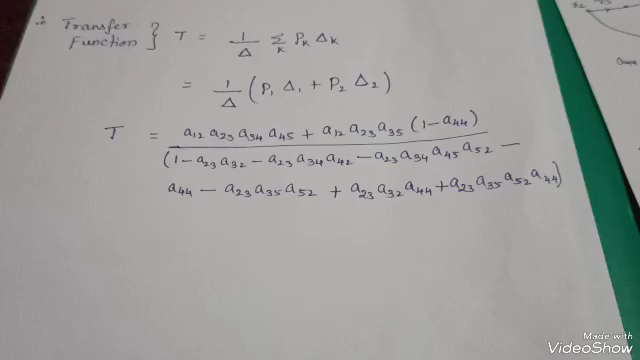 ∴ Transfer Function } T = 1/Δ Σ_K P_K Δ_K
= 1/Δ (P₁ Δ₁ + P₂ Δ₂)
T = a₁₂ a₂₃ a₃₄ a₄₅ + a₁₂ a₂₃ a₃₅ (1 - a₄₄)
(1 - a₂₃ a₃₂ - a₂₃ a₃₄ a₄₂ - a₂₃ a₃₄ a₄₅ a₅₂ -
a₄₄ - a₂₃ a₃₅ a₅₂ + a₂₃ a₃₂ a₄₄ + a₂₃ a₃₅ a₅₂ a₄₄)
Made with
VideoShow